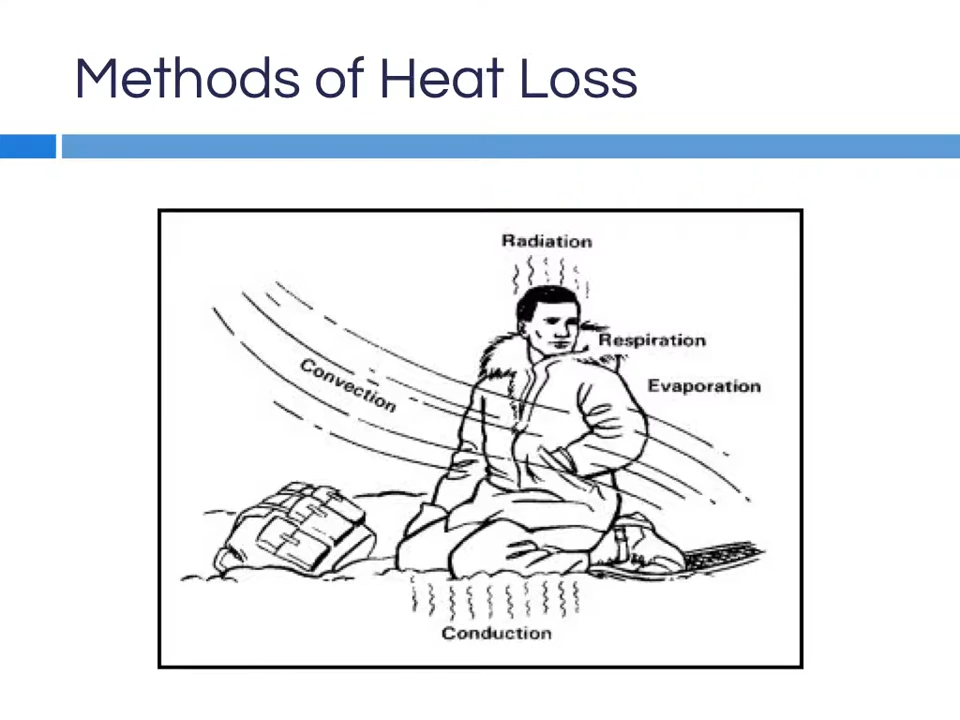 Methods of Heat Loss
Radiation
Respiration
Convection
Evaporation
Conduction